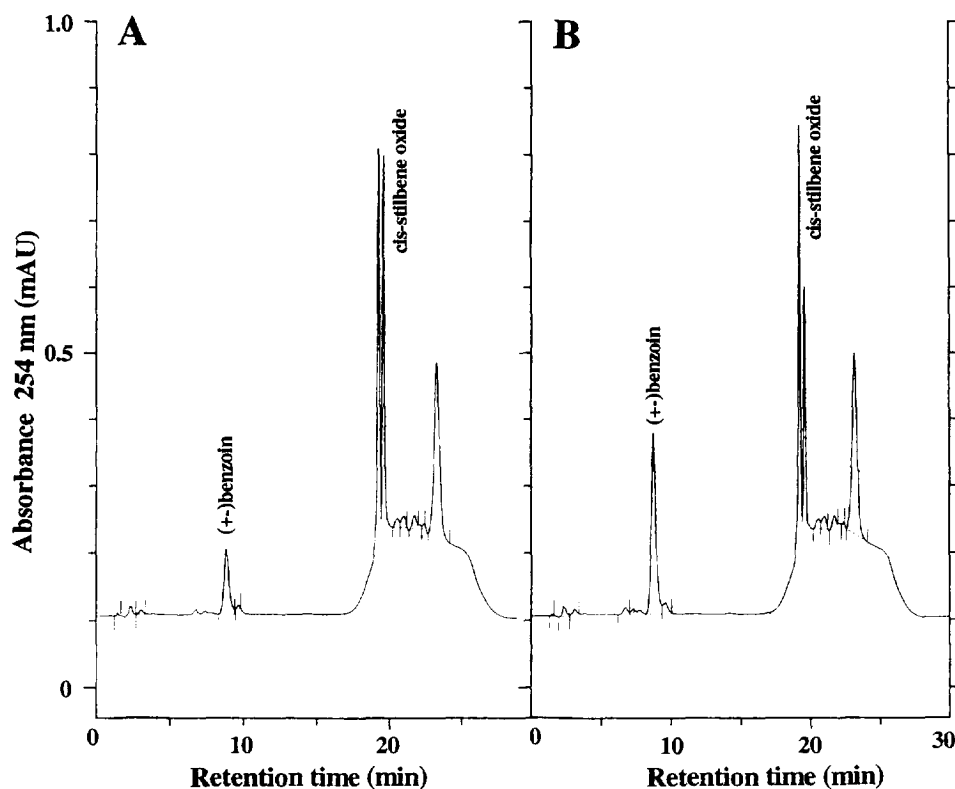 1.0
A
B
cis-stilbene oxide
cis-stilbene oxide
Absorbance 254 nm (mAU)
0.5
(+-)benzoin
(+-)benzoin
0
0
10
20
0
10
20
30
Retention time (min)
Retention time (min)